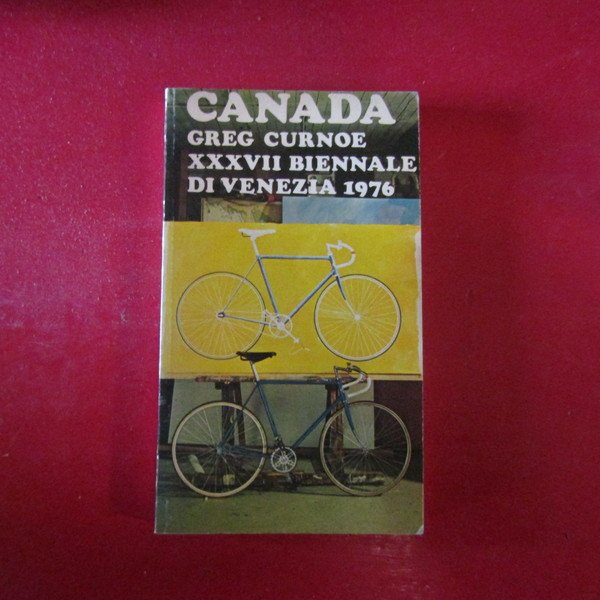 CANADA
GREG CURNOE
XXXVII BIENNALE
DI VENEZIA 1976